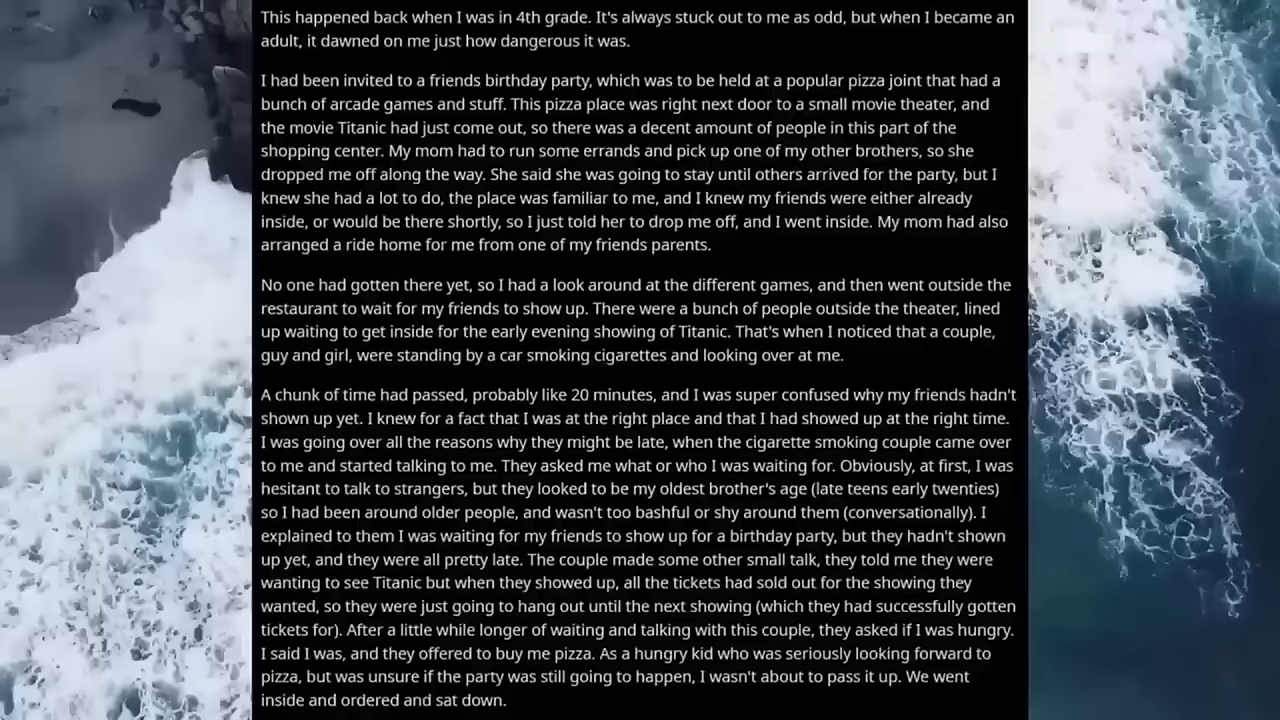 This happened back when I was in 4th grade. It's always stuck out to me as odd, but when I became an
adult, it dawned on me just how dangerous it was.
I had been invited to a friends birthday party, which was to be held at a popular pizza joint that had a
bunch of arcade games and stuff. This pizza place was right next door to a small movie theater, and
the movie Titanic had just come out, so there was a decent amount of people in this part of the
shopping center. My mom had to run some errands and pick up one of my other brothers, so she
dropped me off along the way. She said she was going to stay until others arrived for the party, but I
knew she had a lot to do, the place was familiar to me, and I knew my friends were either already
inside, or would be there shortly, so I just told her to drop me off, and I went inside. My mom had also
arranged a ride home for me from one of my friends parents.
No one had gotten there yet, so I had a look around at the different games, and then went outside the
restaurant to wait for my friends to show up. There were a bunch of people outside the theater, lined
up waiting to get inside for the early evening showing of Titanic. That's when I noticed that a couple,
guy and girl, were standing by a car smoking cigarettes and looking over at me.
A chunk of time had passed, probably like 20 minutes, and I was super confused why my friends hadn't
shown up yet. I knew for a fact that I was at the right place and that I had showed up at the right time.
I was going over all the reasons why they might be late, when the cigarette smoking couple came over
to me and started talking to me. They asked me what or who I was waiting for. Obviously, at first, I was
hesitant to talk to strangers, but they looked to be my oldest brother's age (late teens early twenties)
so I had been around older people, and wasn't too bashful or shy around them (conversationally). I
explained to them I was waiting for my friends to show up for a birthday party, but they hadn't shown
up yet, and they were all pretty late. The couple made some other small talk, they told me they were
wanting to see Titanic but when they showed up, all the tickets had sold out for the showing they
wanted, so they were just going to hang out until the next showing (which they had successfully gotten
tickets for). After a little while longer of waiting and talking with this couple, they asked if I was hungry.
I said I was, and they offered to buy me pizza. As a hungry kid who was seriously looking forward to
pizza, but was unsure if the party was still going to happen, I wasn't about to pass it up. We went
inside and ordered and sat down.